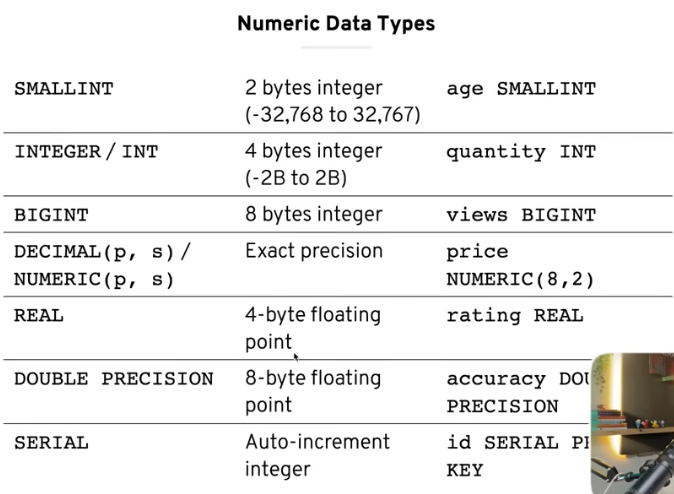 Numeric Data Types
SMALLINT 2 bytes integer age SMALLINT
(-32,768 to 32,767)
INTEGER / INT 4 bytes integer quantity INT
(-2B to 2B)
BIGINT 8 bytes integer views BIGINT
DECIMAL(p, s) / Exact precision price
NUMERIC(p, s) NUMERIC(8,2)
REAL 4-byte floating rating REAL
point
DOUBLE PRECISION 8-byte floating accuracy
point PRECISION
SERIAL Auto-increment id SERIAL
integer KEY